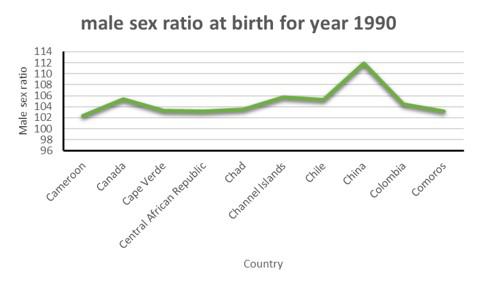 male sex ratio at birth for year 1990
Male sex ratio
114
112
110
108
106
104
102
100
98
96
Cameroon
Canada
Cape Verde
Central African Republic
Chad
Channel Islands
Chile
China
Colombia
Comoros
Country